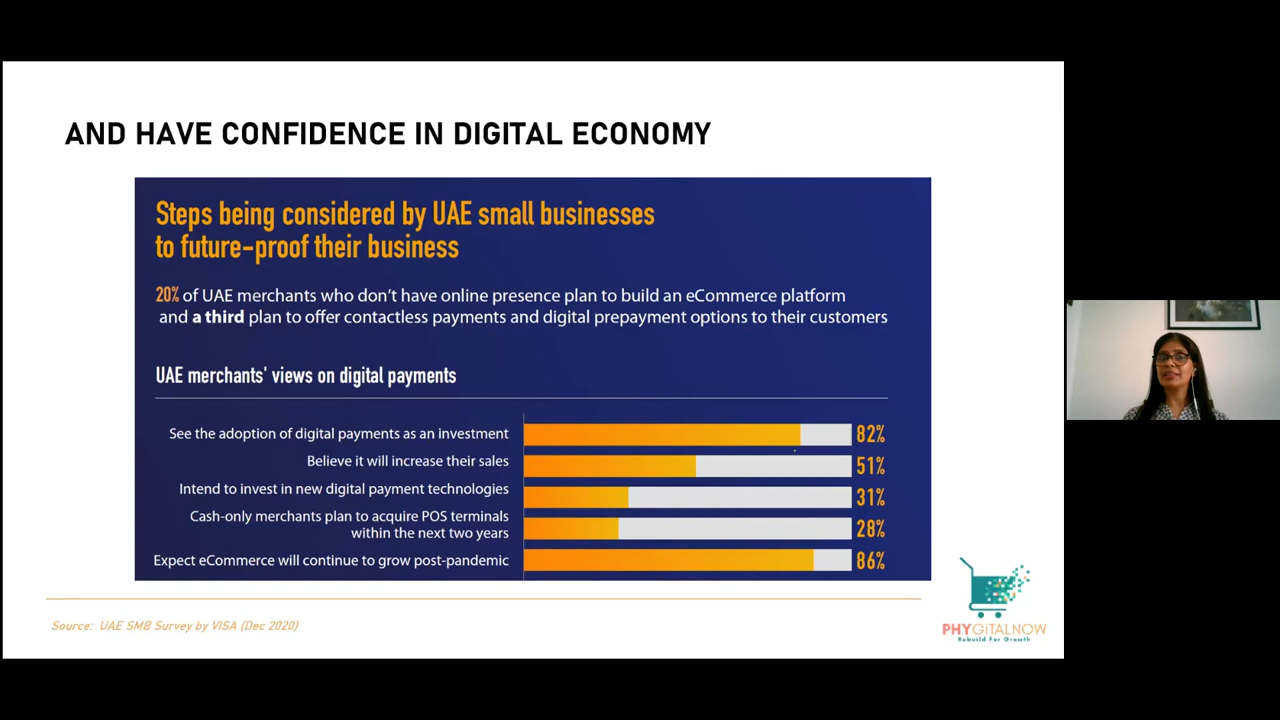 AND HAVE CONFIDENCE IN DIGITAL ECONOMY
Steps being considered by UAE small businesses
to future-proof their business
20% of UAE merchants who don't have online presence plan to build an eCommerce platform
and a third plan to offer contactless payments and digital prepayment options to their customers
UAE merchants' views on digital payments
See the adoption of digital payments as an investment 82%
Believe it will increase their sales 51%
Intend to invest in new digital payment technologies 31%
Cash-only merchants plan to acquire POS terminals
within the next two years 28%
Expect eCommerce will continue to grow post-pandemic 86%
Source: UAE SMB Survey by VISA (Dec 2020)
PHYGITALNOW
Rebuild For Growth